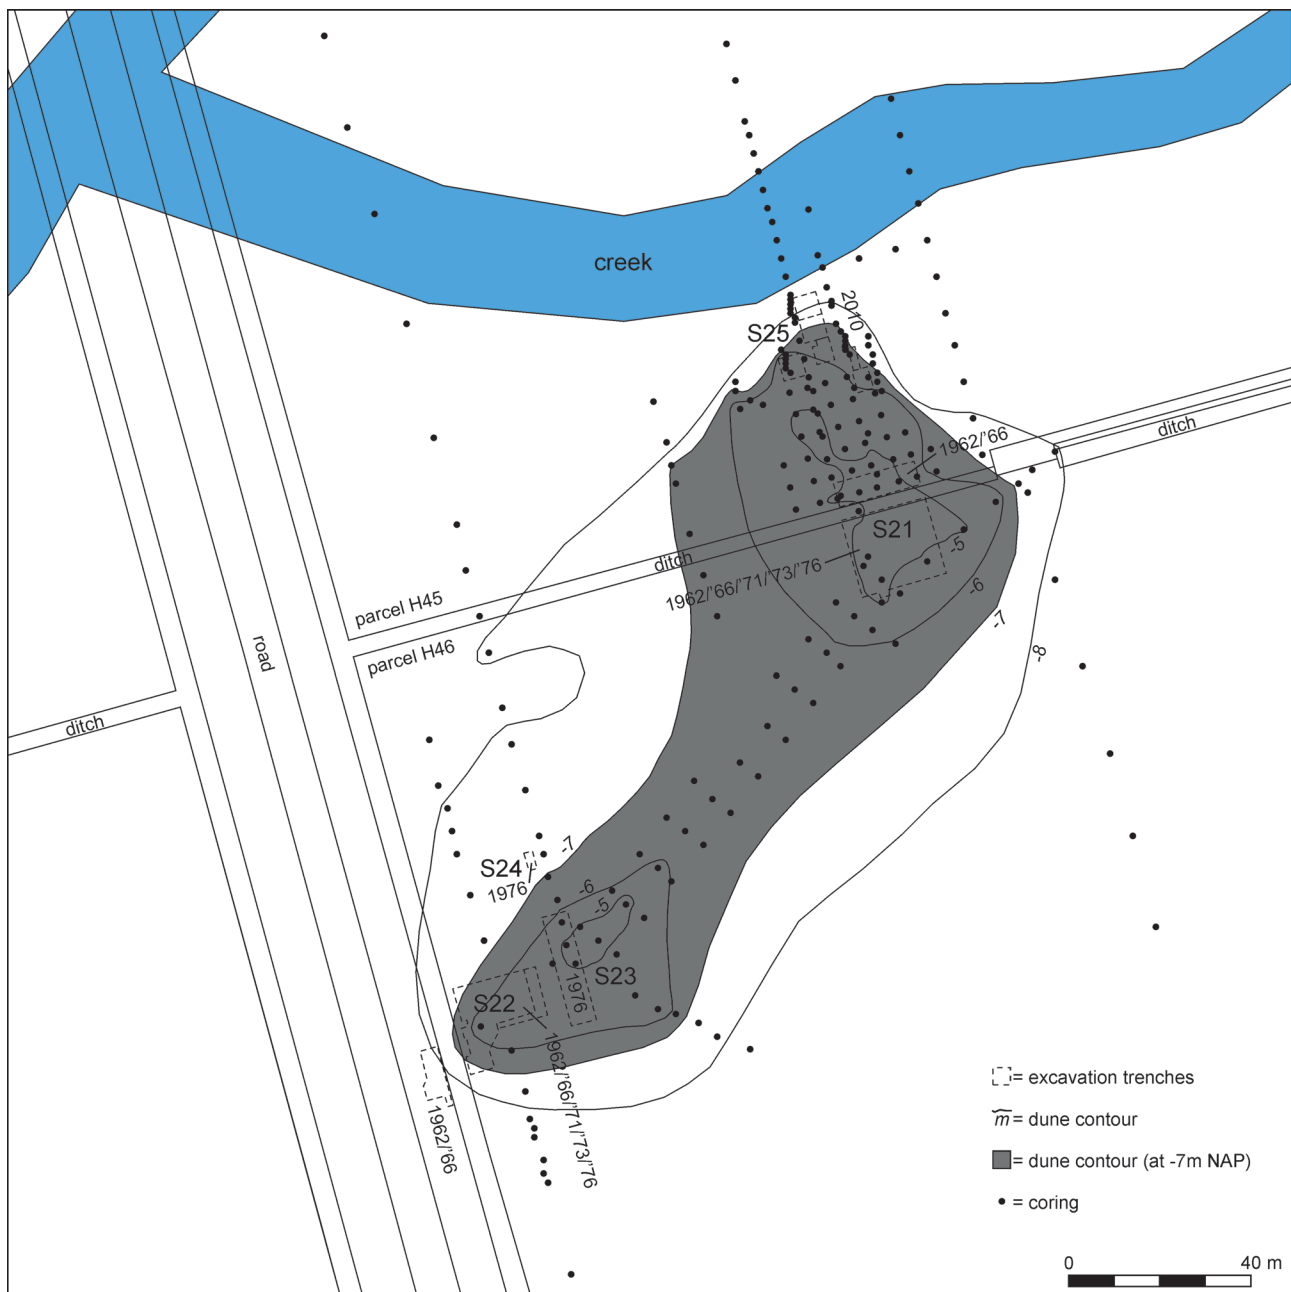 creek
2010
S25
1962/'66
ditch
S21
-5
ditch
1962/'66/'71/'73/'76
-6
parcel H45
-7
road
parcel H46
-8
ditch
-7
S24
1976
-6
-5
S23
1976
S22
1962/'66/'71/'73/'76
1962/'66
= excavation trenches
m = dune contour
= dune contour (at -7m NAP)
= coring
0 40 m